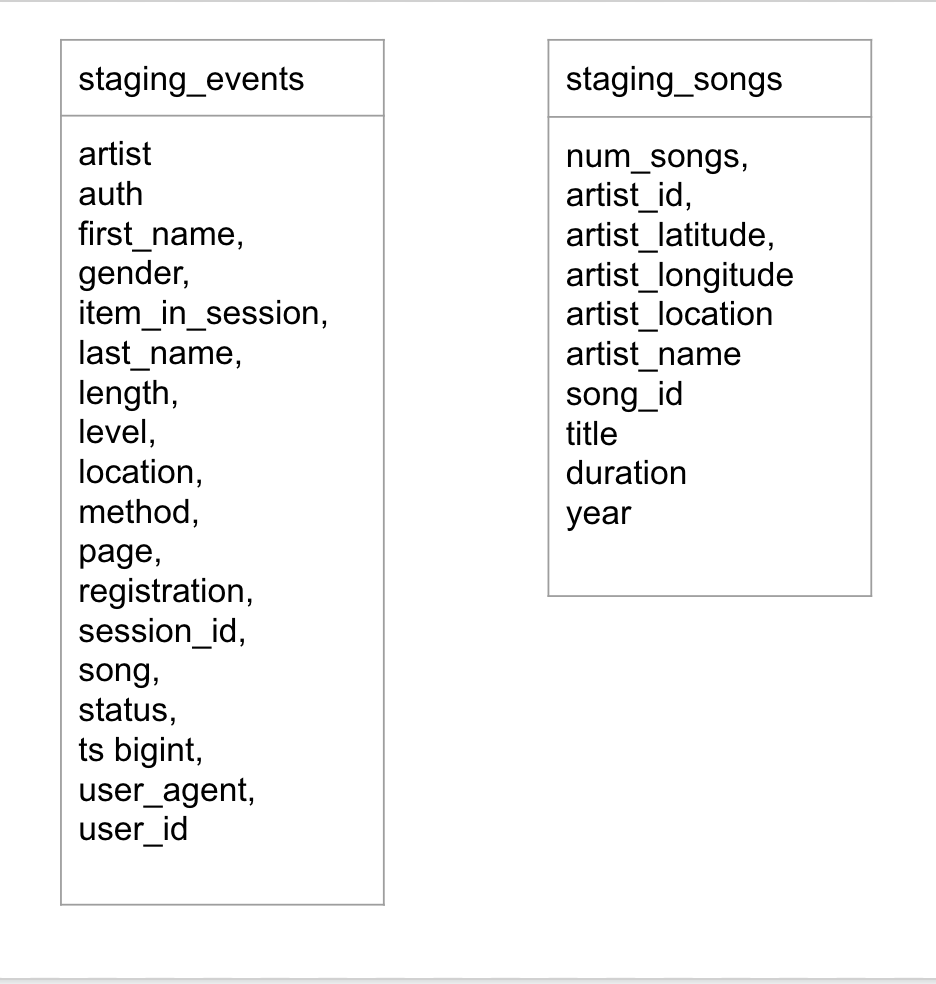 staging_events
artist
auth
first_name,
gender,
item_in_session,
last_name,
length,
level,
location,
method,
page,
registration,
session_id,
song,
status,
ts bigint,
user_agent,
user_id
staging_songs
num_songs,
artist_id,
artist_latitude,
artist_longitude
artist_location
artist_name
song_id
title
duration
year